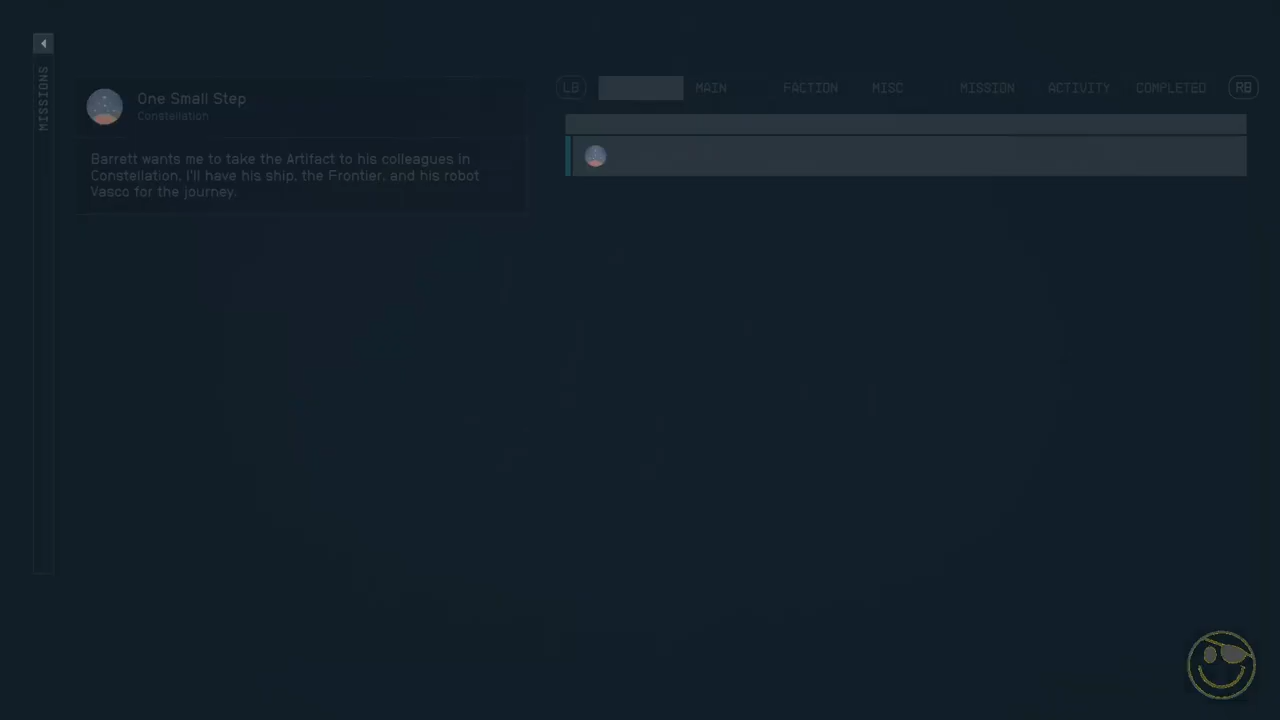 MISSIONS
One Small Step
Constellation
Barrett wants me to take the Artifact to his colleagues in
Constellation. I'll have his ship, the Frontier, and his robot
Vasco for the journey.
LB MAIN FACTION MISC MISSION ACTIVITY COMPLETED RB